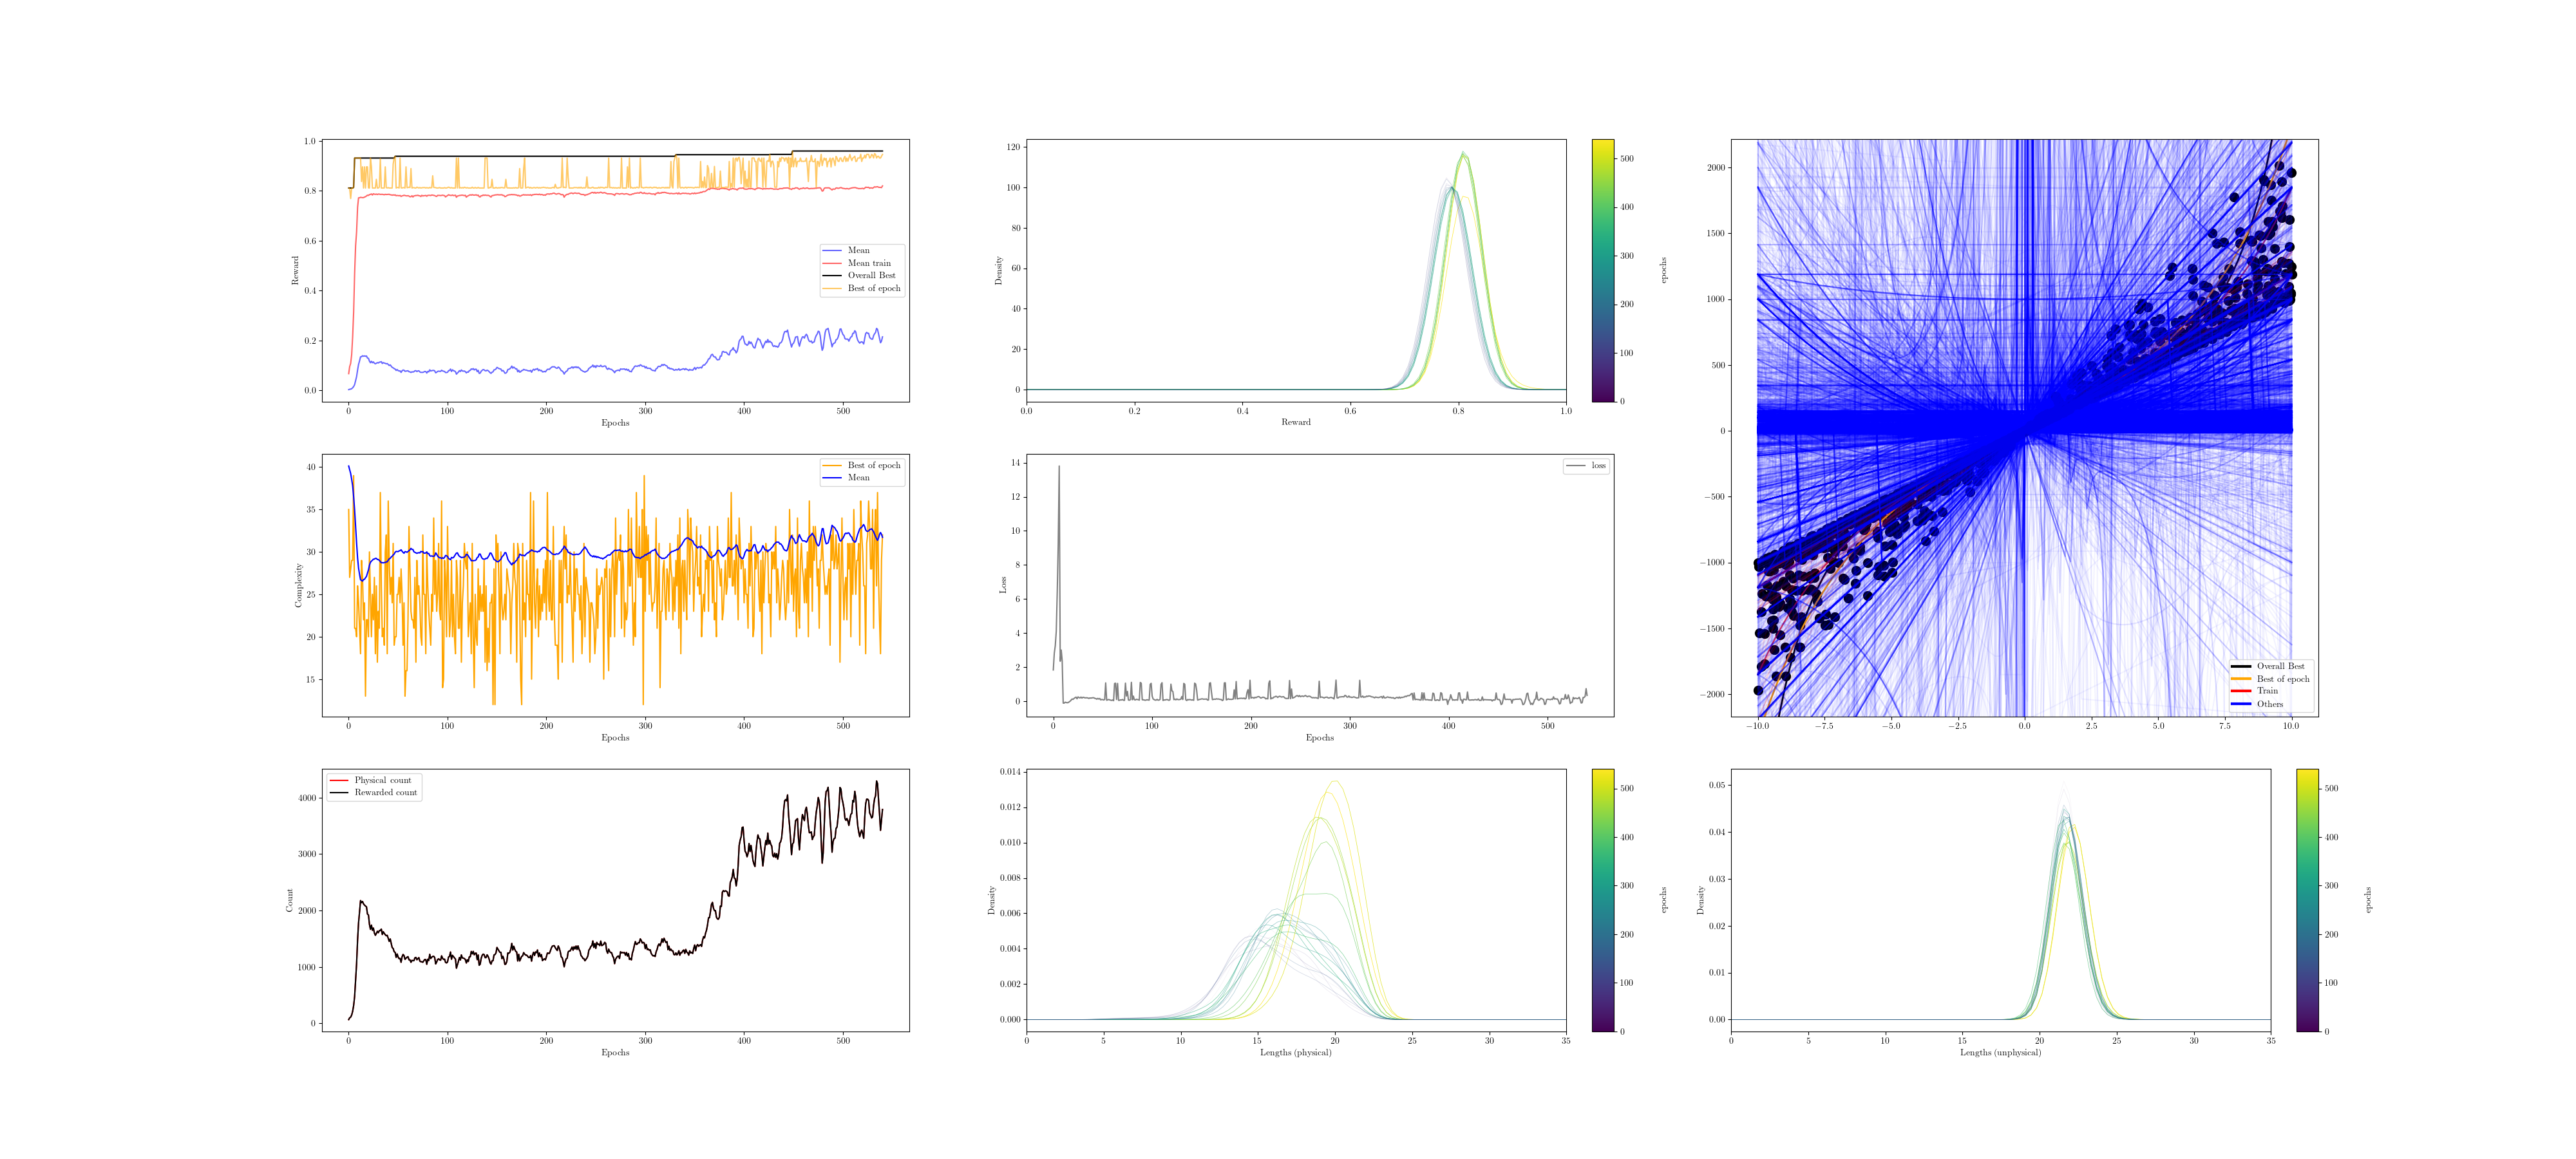 1.0
0.8
0.6
0.4
0.2
0.0
Reward
0 100 200 300 400 500
Epochs
Mean
Mean train
Overall Best
Best of epoch
120
100
80
60
40
20
0
Density
0.0 0.2 0.4 0.6 0.8 1.0
Reward
500
400
300
200
100
0
epochs
2000
1500
1000
500
0
−500
−1000
−1500
−2000
−10.0 −7.5 −5.0 −2.5 0.0 2.5 5.0 7.5 10.0
Overall Best
Best of epoch
Train
Others
40
35
30
25
20
15
Complexity
0 100 200 300 400 500
Epochs
Best of epoch
Mean
14
12
10
8
6
4
2
0
Loss
0 100 200 300 400 500
Epochs
loss
4000
3000
2000
1000
0
Count
0 100 200 300 400 500
Epochs
Physical count
Rewarded count
0.014
0.012
0.010
0.008
0.006
0.004
0.002
0.000
Density
0 5 10 15 20 25 30 35
Lengths (physical)
500
400
300
200
100
0
epochs
0.05
0.04
0.03
0.02
0.01
0.00
Density
0 5 10 15 20 25 30 35
Lengths (unphysical)
500
400
300
200
100
0
epochs